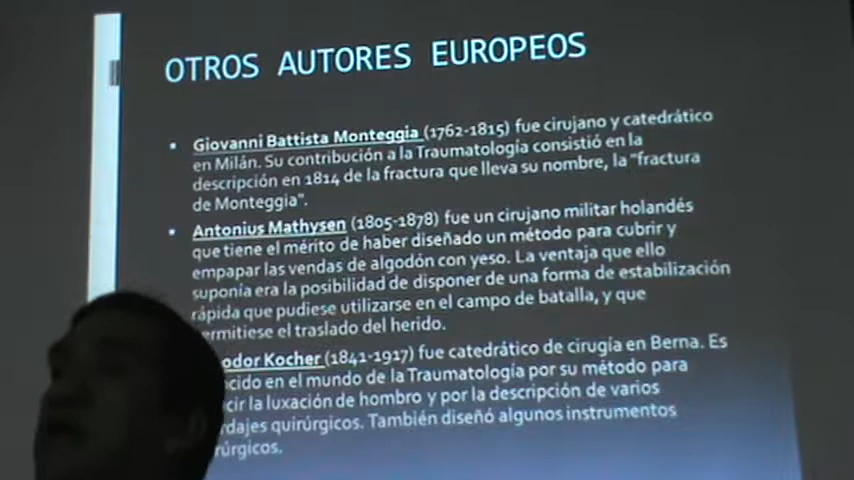 OTROS AUTORES EUROPEOS
▪ Giovanni Battista Monteggia (1762-1815) fue cirujano y catedrático
en Milán. Su contribución a la Traumatología consistió en la
descripción en 1814 de la fractura que lleva su nombre, la "fractura
de Monteggia".
▪ Antonius Mathysen (1805-1878) fue un cirujano militar holandés
que tiene el mérito de haber diseñado un método para cubrir y
empapar las vendas de algodón con yeso. La ventaja que ello
suponía era la posibilidad de disponer de una forma de estabilización
rápida que pudiese utilizarse en el campo de batalla, y que
ermitiese el traslado del herido.
odor Kocher (1841-1917) fue catedrático de cirugía en Berna. Es
cido en el mundo de la Traumatología por su método para
cir la luxación de hombro y por la descripción de varios
rdajes quirúrgicos. También diseñó algunos instrumentos
rúrgicos.